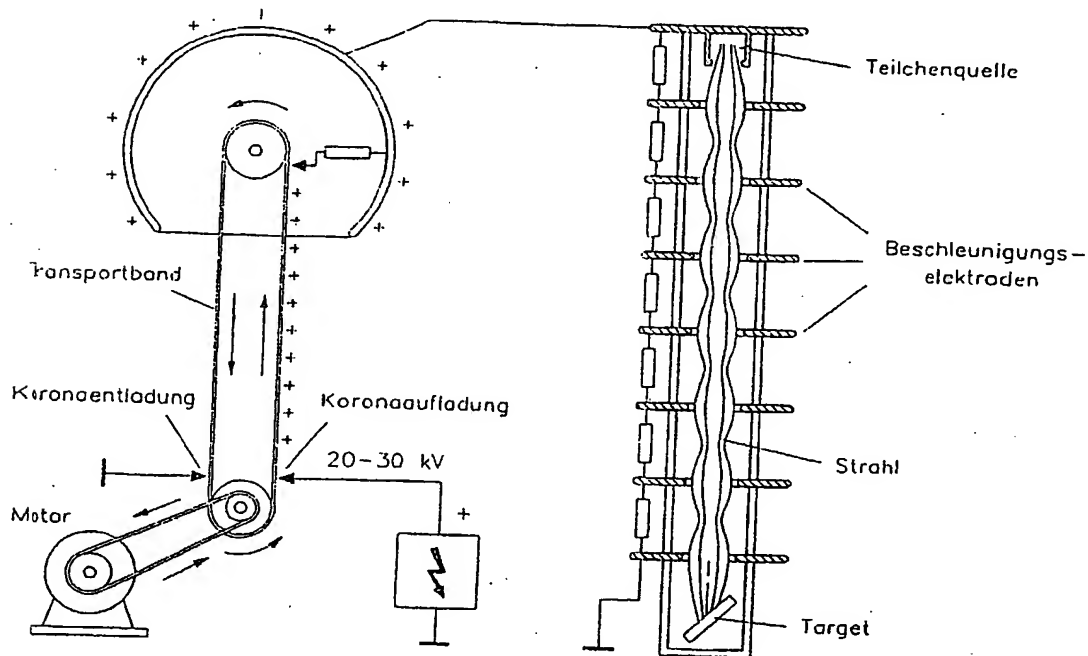 Teilchenquelle
Beschleunigungs-
elektroden
Transportband
Koronaentladung
Koronaaufladung
20-30 kV
+
Strahl
Motor
Target